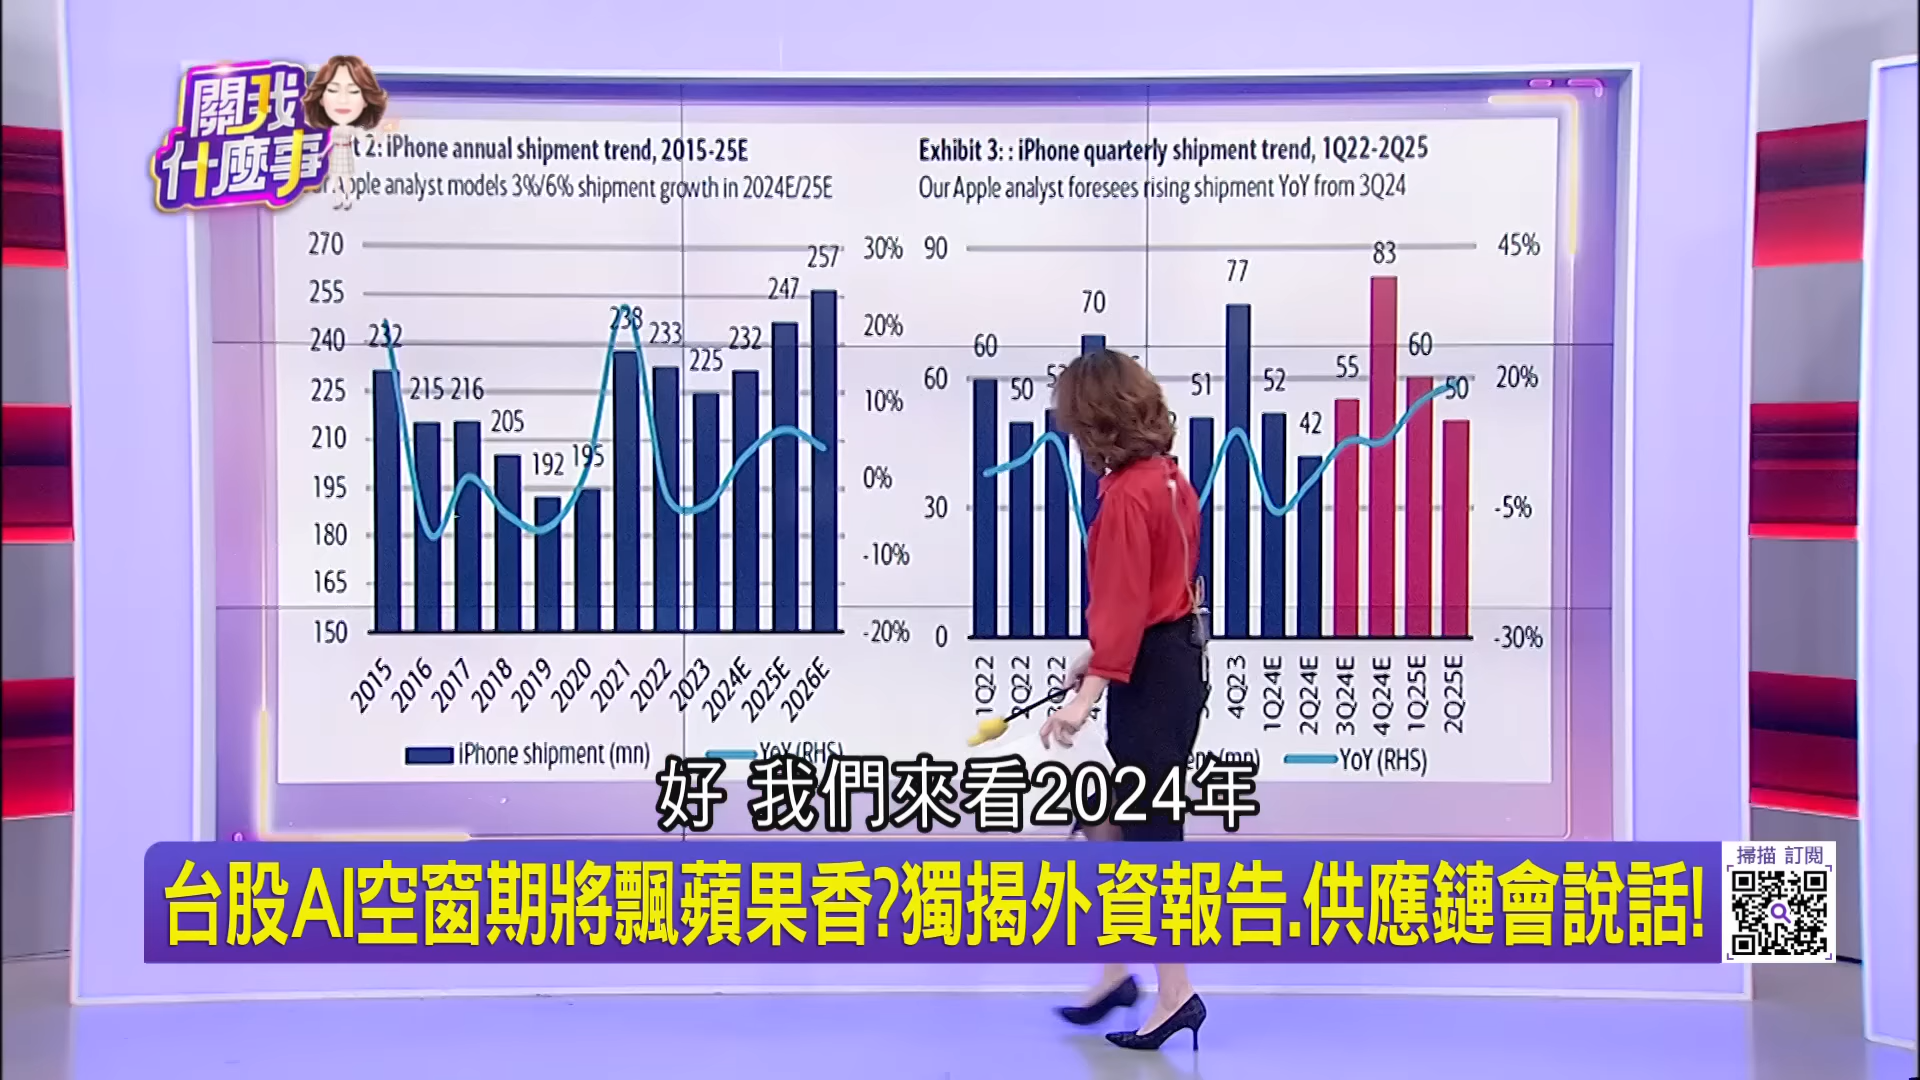 關我
什麼事
t 2: iPhone annual shipment trend, 2015-25E
pple analyst models 3%/6% shipment growth in 2024E/25E
270
255
240
225
210
195
180
165
150
30%
20%
10%
0%
-10%
-20%
232
215
216
205
192
195
238
233
225
232
247
257
2015
2016
2017
2018
2019
2020
2021
2022
2023
2024E
2025E
2026E
iPhone shipment (mn)
YoY (RHS)
Exhibit 3: : iPhone quarterly shipment trend, 1Q22-2Q25
Our Apple analyst foresees rising shipment YoY from 3Q24
90
60
30
0
45%
20%
-5%
-30%
60
50
70
51
77
52
42
55
83
60
50
1Q22
2Q22
3Q22
4Q23
1Q24E
2Q24E
3Q24E
4Q24E
1Q25E
2Q25E
(mn)
YoY (RHS)
好 我們來看2024年
台股AI空窗期將飄蘋果香?獨揭外資報告.供應鏈會說話!
掃描 訂閱